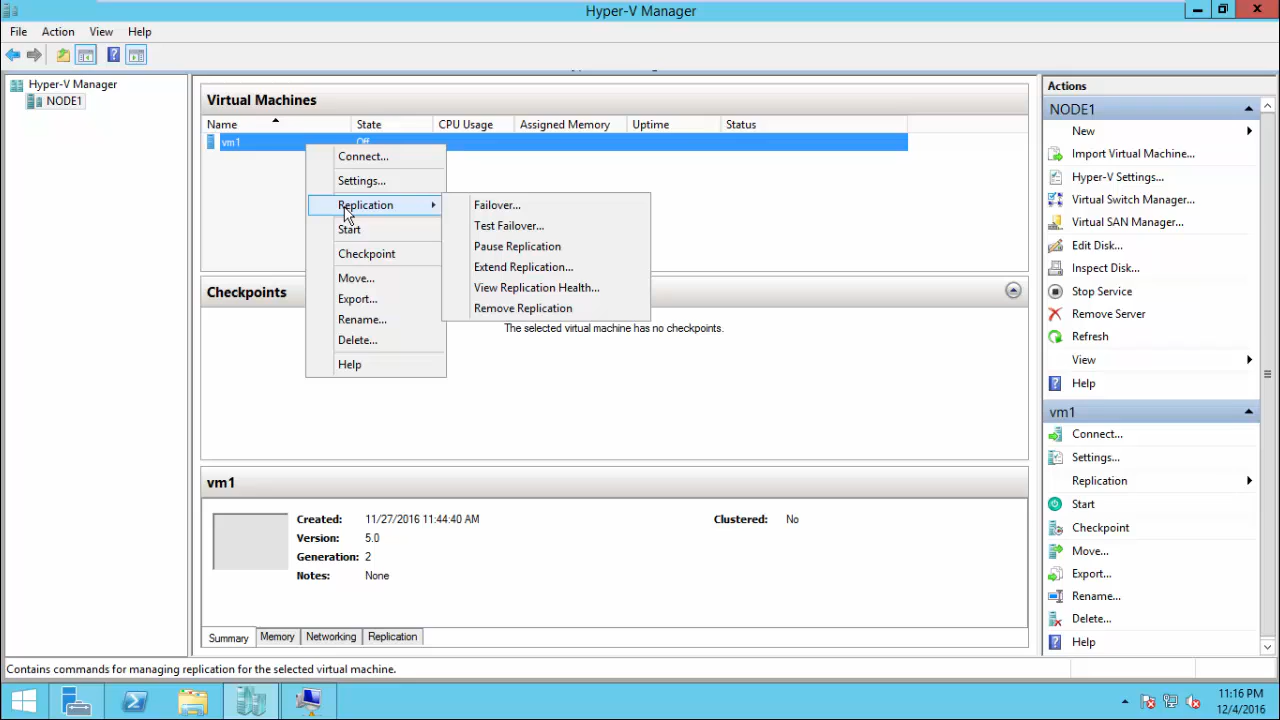 Hyper-V Manager
File Action View Help
Hyper-V Manager
NODE1
Virtual Machines
Name State CPU Usage Assigned Memory Uptime Status
vm1 Off
Connect...
Settings...
Replication
Start
Checkpoint
Move...
Export...
Rename...
Delete...
Help
Failover...
Test Failover...
Pause Replication
Extend Replication...
View Replication Health...
Remove Replication
Checkpoints
The selected virtual machine has no checkpoints.
vm1
Created: 11/27/2016 11:44:40 AM Clustered: No
Version: 5.0
Generation: 2
Notes: None
Summary Memory Networking Replication
Actions
NODE1
New
Import Virtual Machine...
Hyper-V Settings...
Virtual Switch Manager...
Virtual SAN Manager...
Edit Disk...
Inspect Disk...
Stop Service
Remove Server
Refresh
View
Help
vm1
Connect...
Settings...
Replication
Start
Checkpoint
Move...
Export...
Rename...
Delete...
Help
Contains commands for managing replication for the selected virtual machine.
11:16 PM
12/4/2016